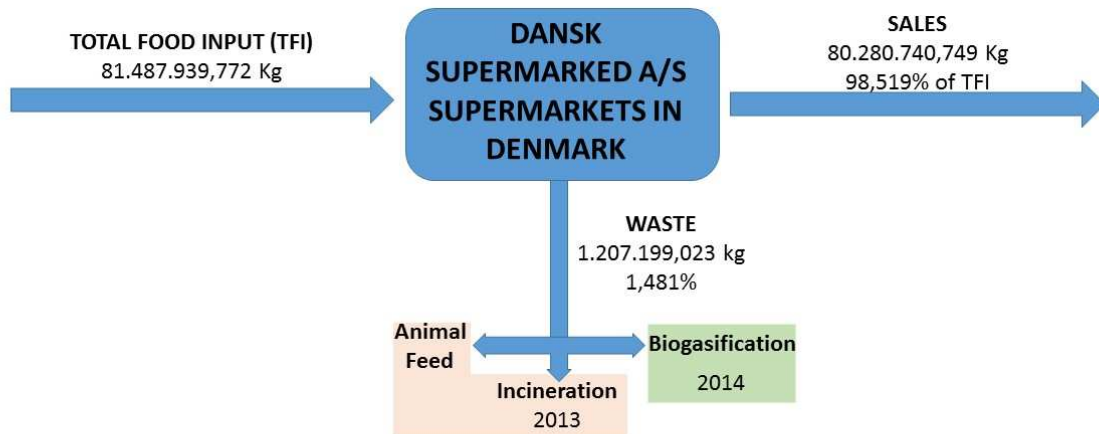 TOTAL FOOD INPUT (TFI)
81.487.939,772 Kg
DANSK
SUPERMARKED A/S
SUPERMARKETS IN
DENMARK
SALES
80.280.740,749 Kg
98,519% of TFI
WASTE
1.207.199,023 kg
1,481%
Animal
Feed
Incineration
2013
Biogasification
2014